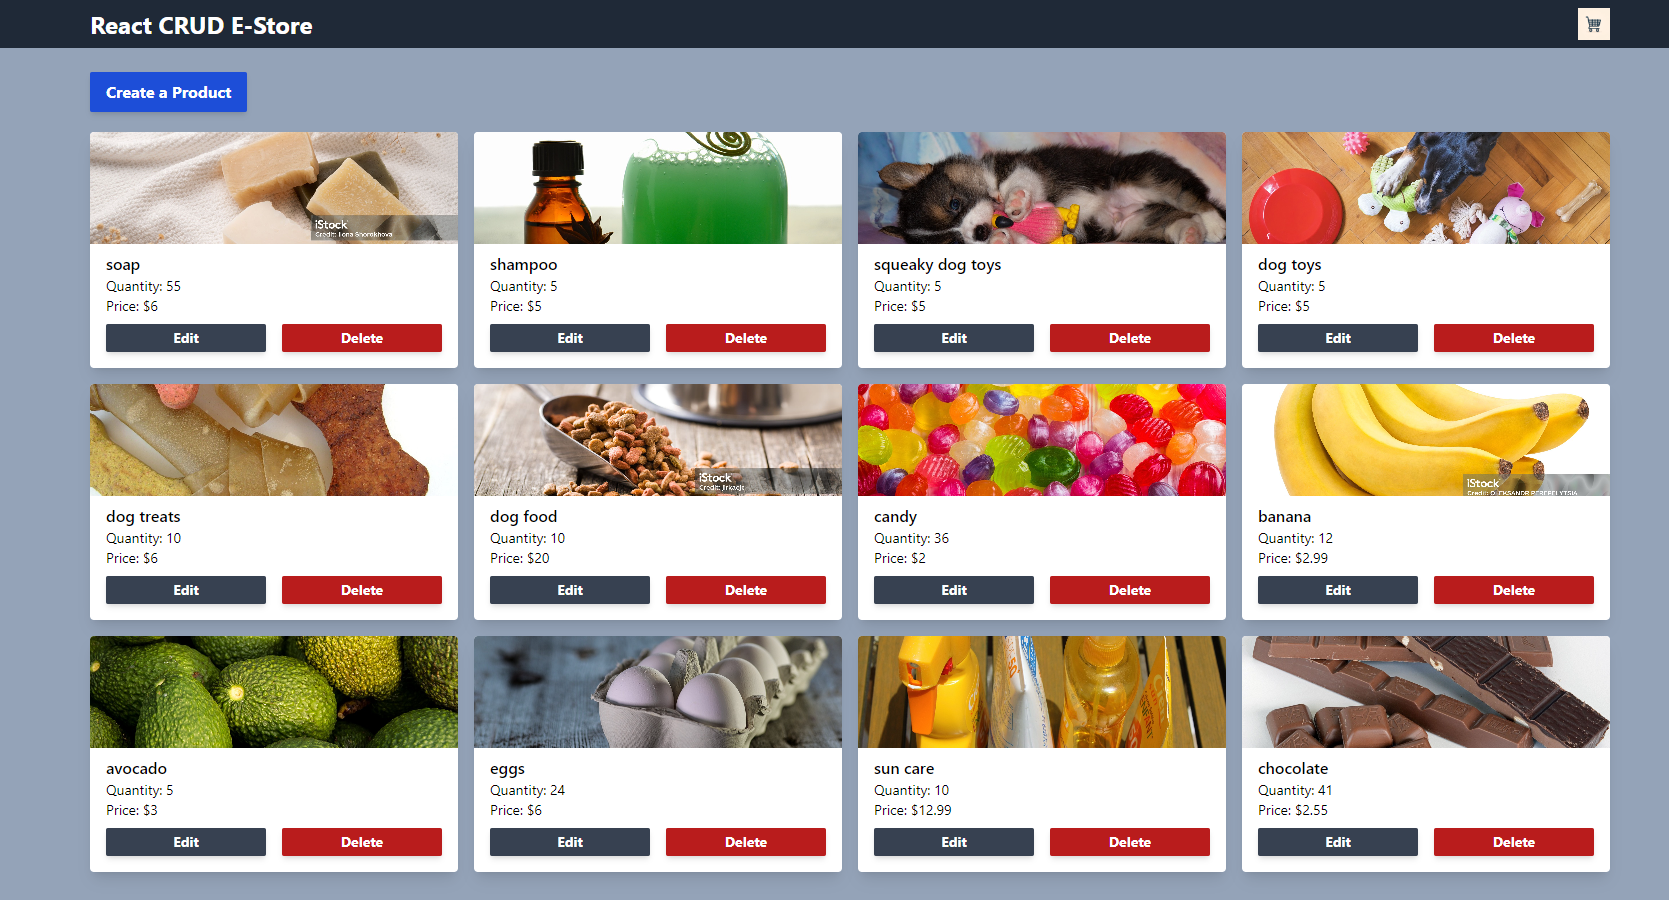 React CRUD E-Store
Create a Product
iStock
Credit: Ilona Shorokhova
soap
Quantity: 55
Price: $6
Edit
Delete
shampoo
Quantity: 5
Price: $5
Edit
Delete
squeaky dog toys
Quantity: 5
Price: $5
Edit
Delete
dog toys
Quantity: 5
Price: $5
Edit
Delete
dog treats
Quantity: 10
Price: $6
Edit
Delete
iStock
Credit: jirkaejc
dog food
Quantity: 10
Price: $20
Edit
Delete
candy
Quantity: 36
Price: $2
Edit
Delete
iStock
Credit: OLEKSANDR PEREPELYTSIA
banana
Quantity: 12
Price: $2.99
Edit
Delete
avocado
Quantity: 5
Price: $3
Edit
Delete
eggs
Quantity: 24
Price: $6
Edit
Delete
sun care
Quantity: 10
Price: $12.99
Edit
Delete
chocolate
Quantity: 41
Price: $2.55
Edit
Delete